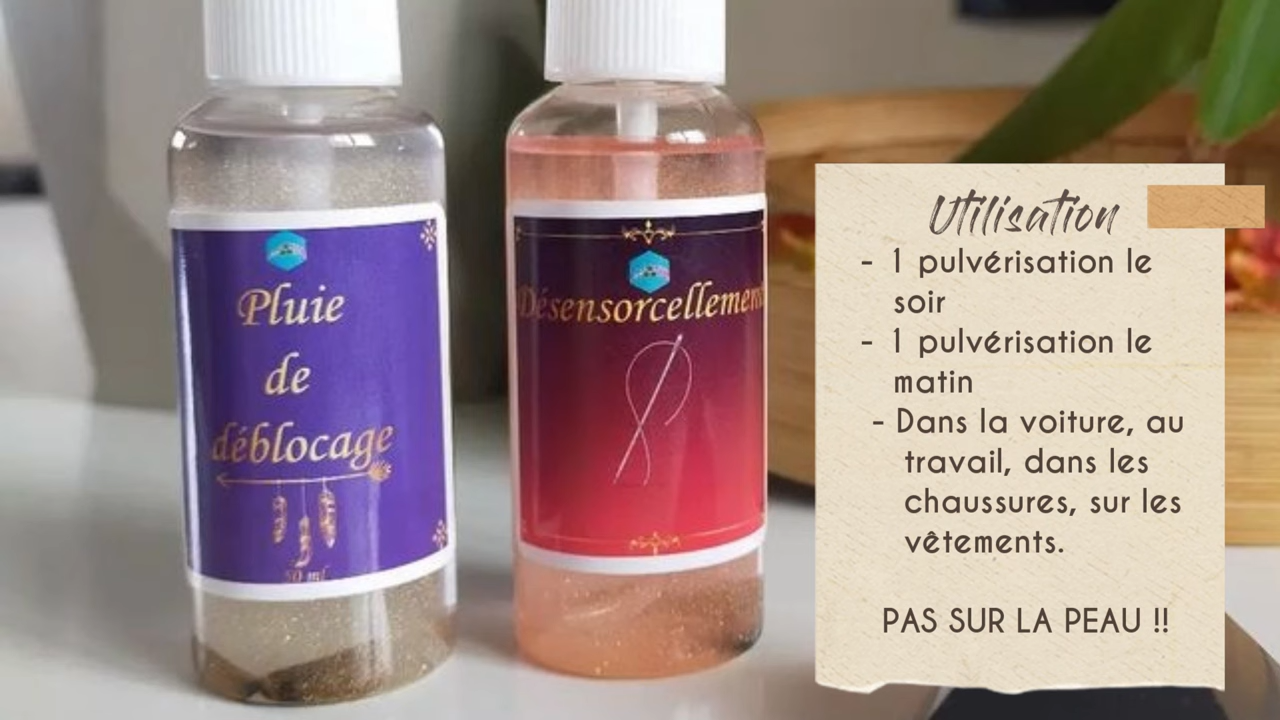 Pluie
de
déblocage
50 ml
Désensorcellement
Utilisation
- 1 pulvérisation le
soir
- 1 pulvérisation le
matin
- Dans la voiture, au
travail, dans les
chaussures, sur les
vêtements.
PAS SUR LA PEAU !!